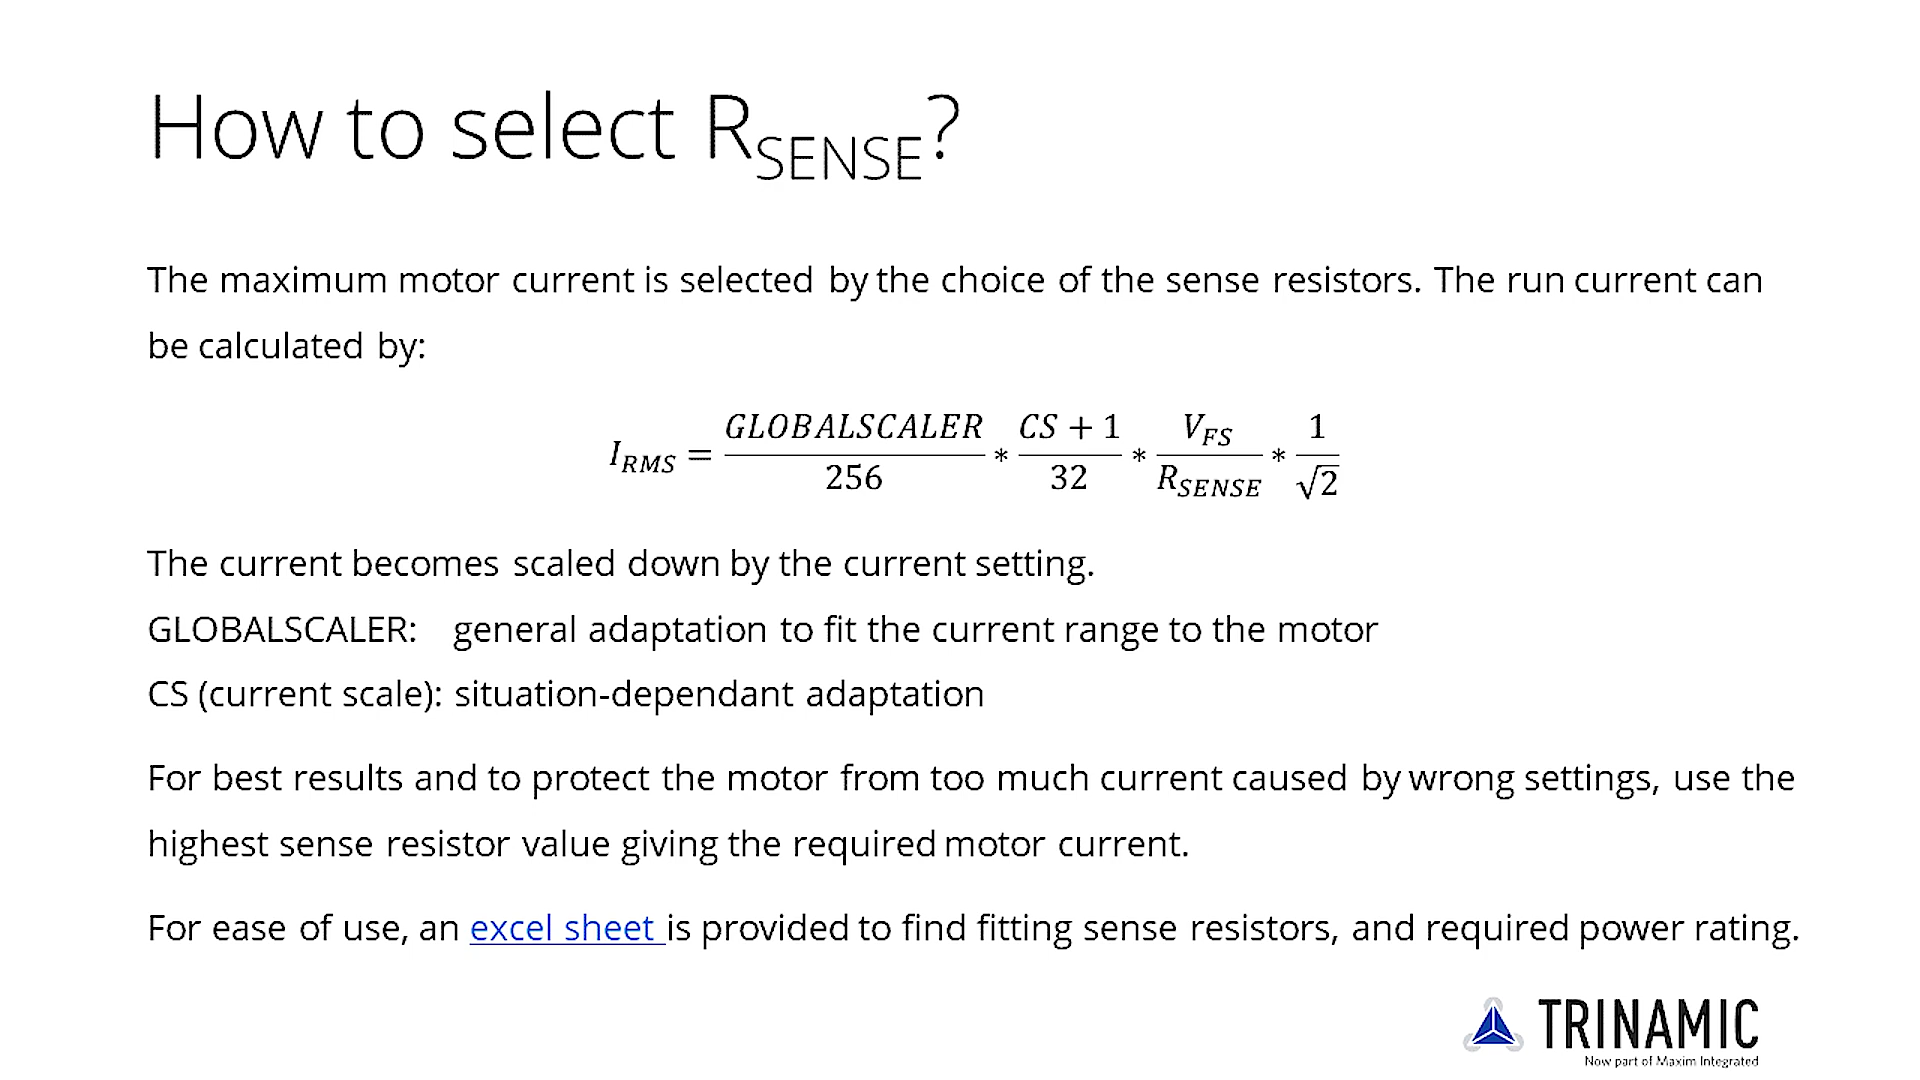 How to select RSENSE?
The maximum motor current is selected by the choice of the sense resistors. The run current can
be calculated by:
I_RMS = GLOBALSCALER/256 * (CS + 1)/32 * V_FS/R_SENSE * 1/√2
The current becomes scaled down by the current setting.
GLOBALSCALER: general adaptation to fit the current range to the motor
CS (current scale): situation-dependant adaptation
For best results and to protect the motor from too much current caused by wrong settings, use the
highest sense resistor value giving the required motor current.
For ease of use, an excel sheet is provided to find fitting sense resistors, and required power rating.
TRINAMIC
Now part of Maxim Integrated